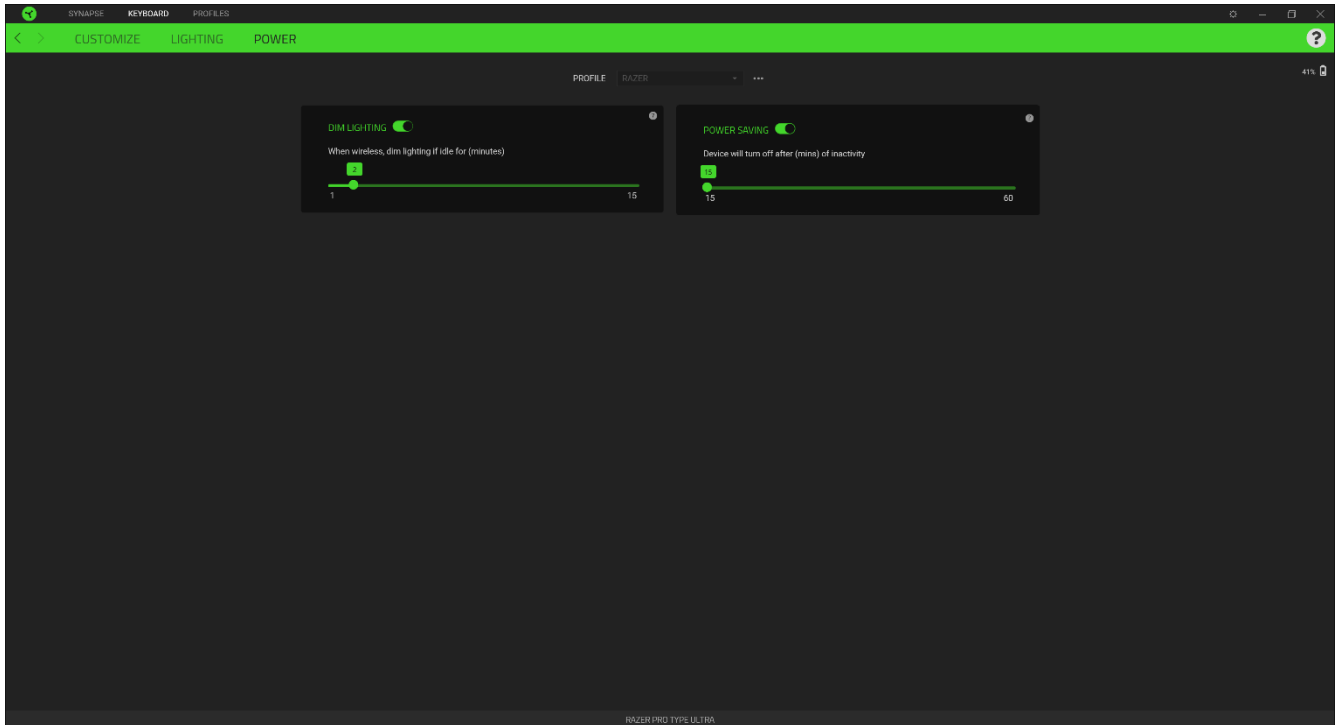 SYNAPSE KEYBOARD PROFILES
CUSTOMIZE LIGHTING POWER ?
PROFILE RAZER ...
41%
DIM LIGHTING ?
When wireless, dim lighting if idle for (minutes)
2
1 15
POWER SAVING ?
Device will turn off after (mins) of inactivity
15
15 60
RAZER PRO TYPE ULTRA